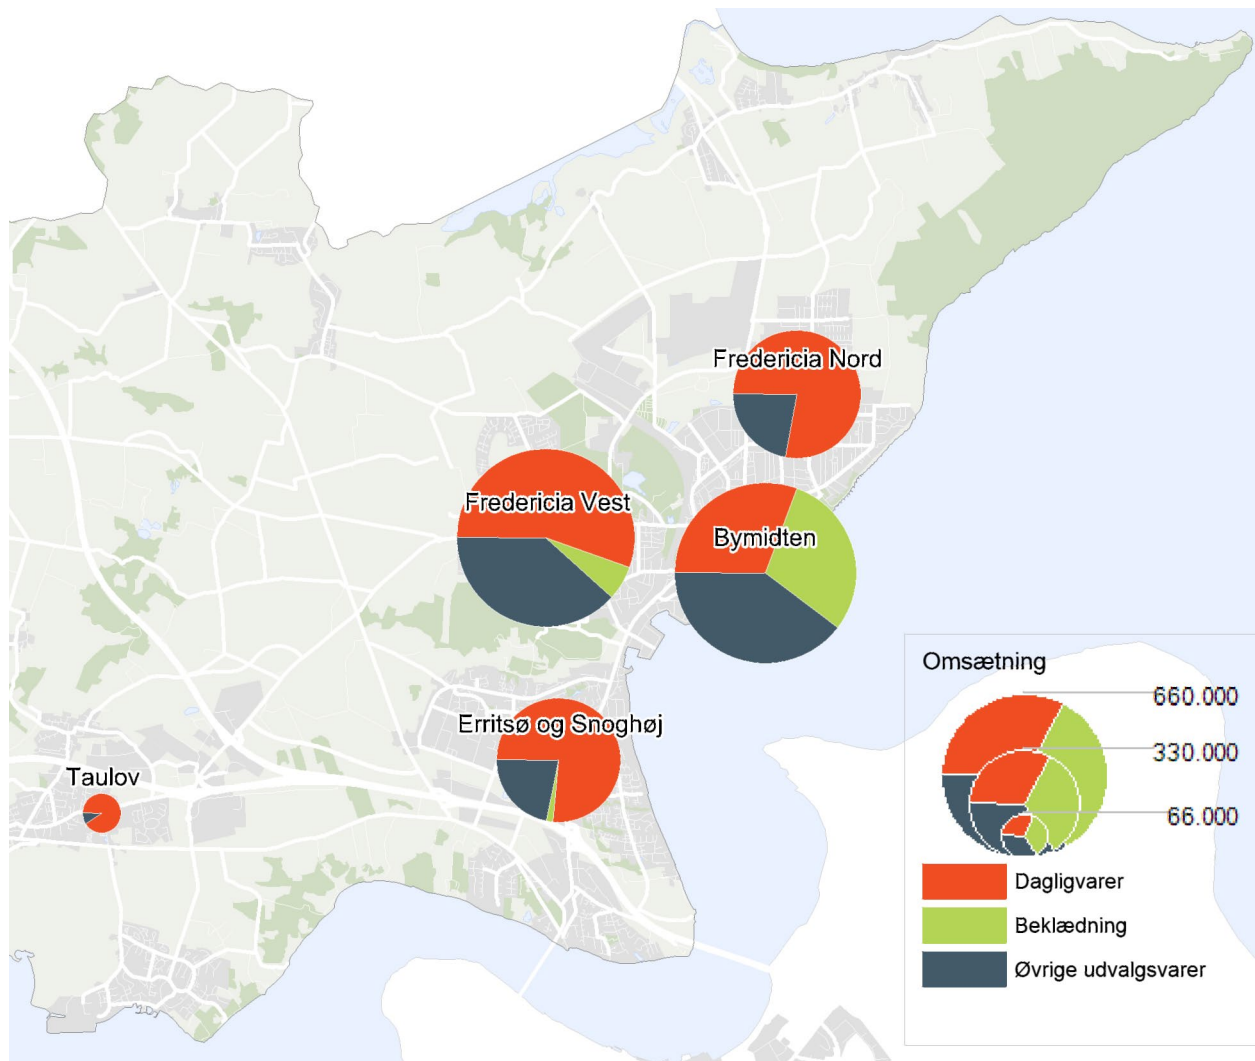 Fredericia Nord
Fredericia Vest
Bymidten
Erritsø og Snoghøj
Taulov
Omsætning
660.000
330.000
66.000
Dagligvarer
Beklædning
Øvrige udvalgsvarer